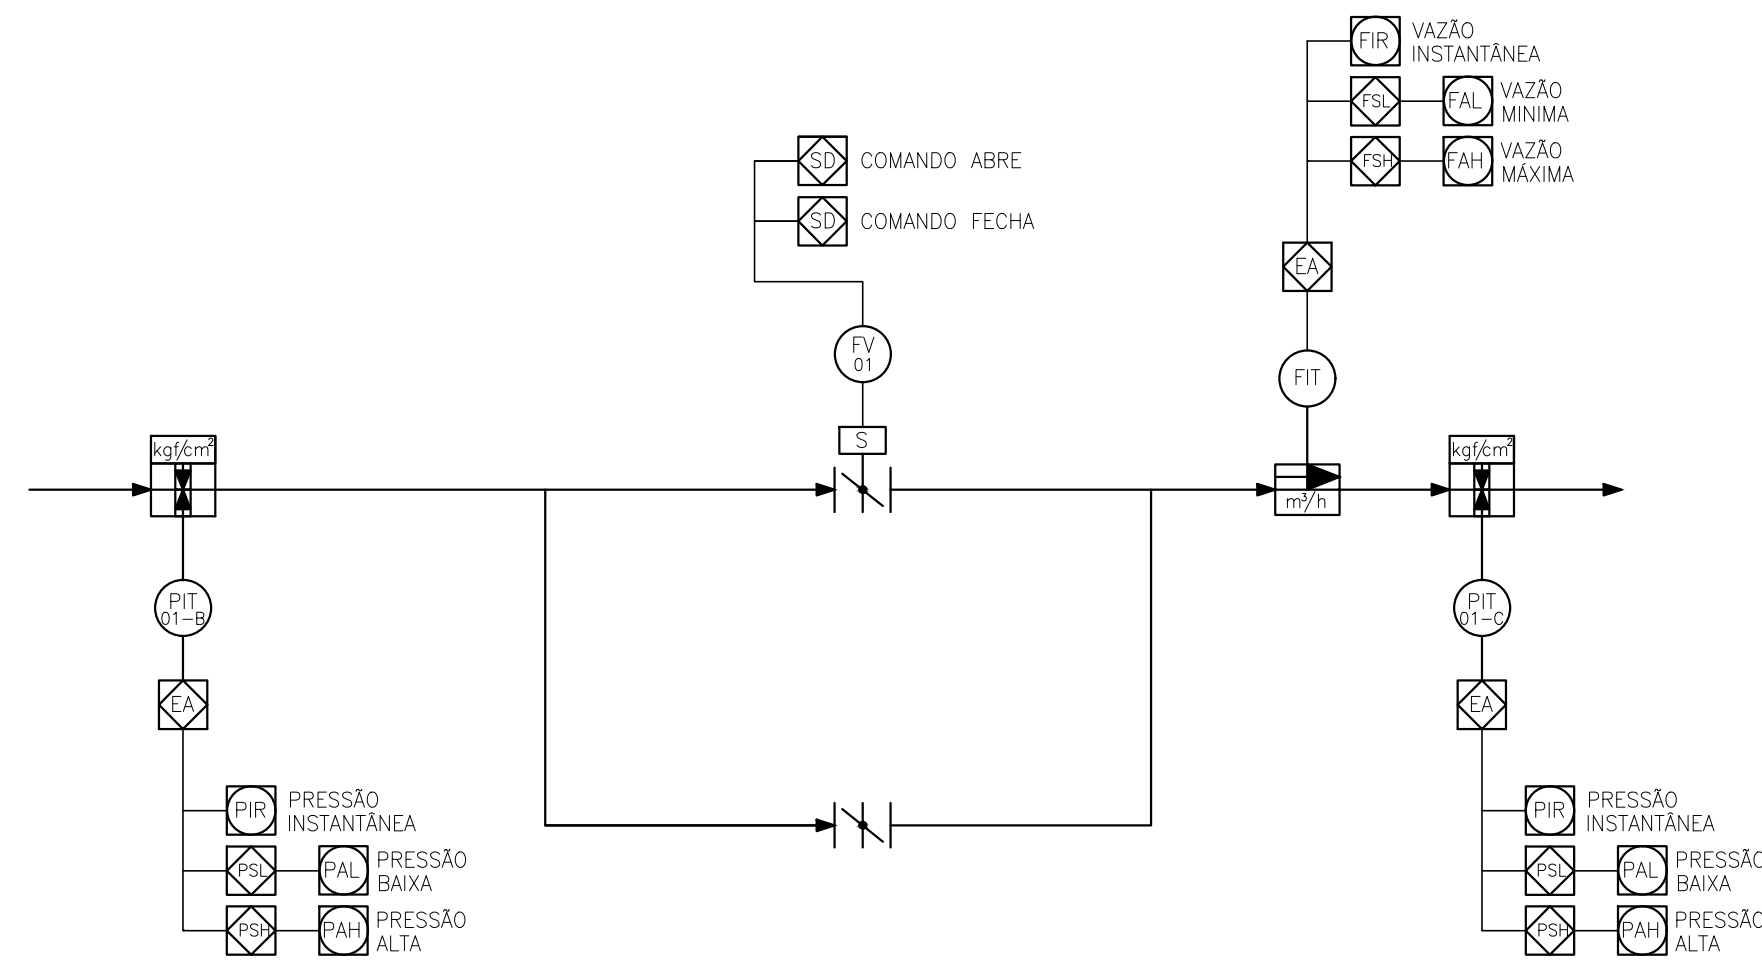 FIR
VAZÃO
INSTANTÂNEA
FSL
FAL
VAZÃO
MINIMA
FSH
FAH
VAZÃO
MÁXIMA
SD
COMANDO ABRE
SD
COMANDO FECHA
EA
FV
01
FIT
S
kgf/cm²
kgf/cm²
m³/h
PIT
01-B
PIT
01-C
EA
EA
PIR
PRESSÃO
INSTANTÂNEA
PSL
PAL
PRESSÃO
BAIXA
PSH
PAH
PRESSÃO
ALTA
PIR
PRESSÃO
INSTANTÂNEA
PSL
PAL
PRESSÃO
BAIXA
PSH
PAH
PRESSÃO
ALTA